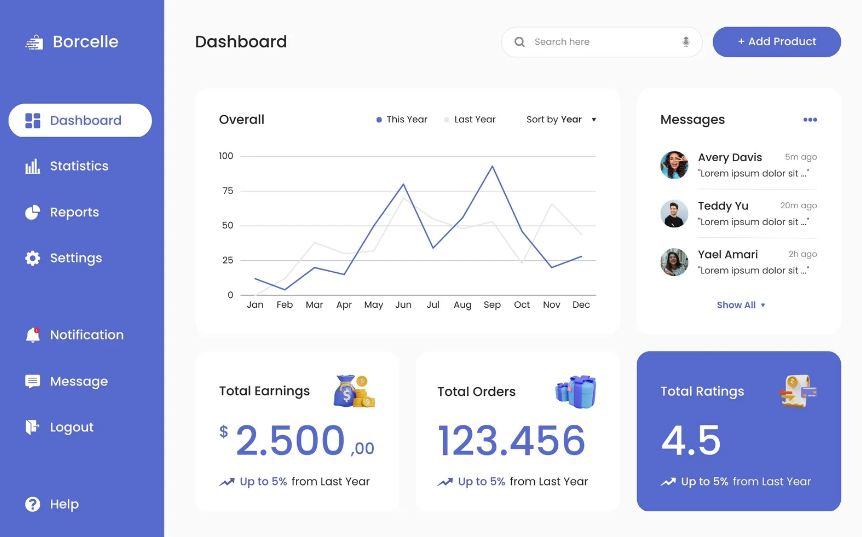 Borcelle
Dashboard
Statistics
Reports
Settings
Notification
Message
Logout
Help
Dashboard
Search here
+ Add Product
Overall
This Year
Last Year
Sort by Year
100
75
50
25
0
Jan Feb Mar Apr May Jun Jul Aug Sep Oct Nov Dec
Messages
Avery Davis 5m ago
"Lorem ipsum dolor sit ..."
Teddy Yu 20m ago
"Lorem ipsum dolor sit ..."
Yael Amari 2h ago
"Lorem ipsum dolor sit ..."
Show All
Total Earnings
$ 2.500 ,00
Up to 5% from Last Year
Total Orders
123.456
Up to 5% from Last Year
Total Ratings
4.5
Up to 5% from Last Year